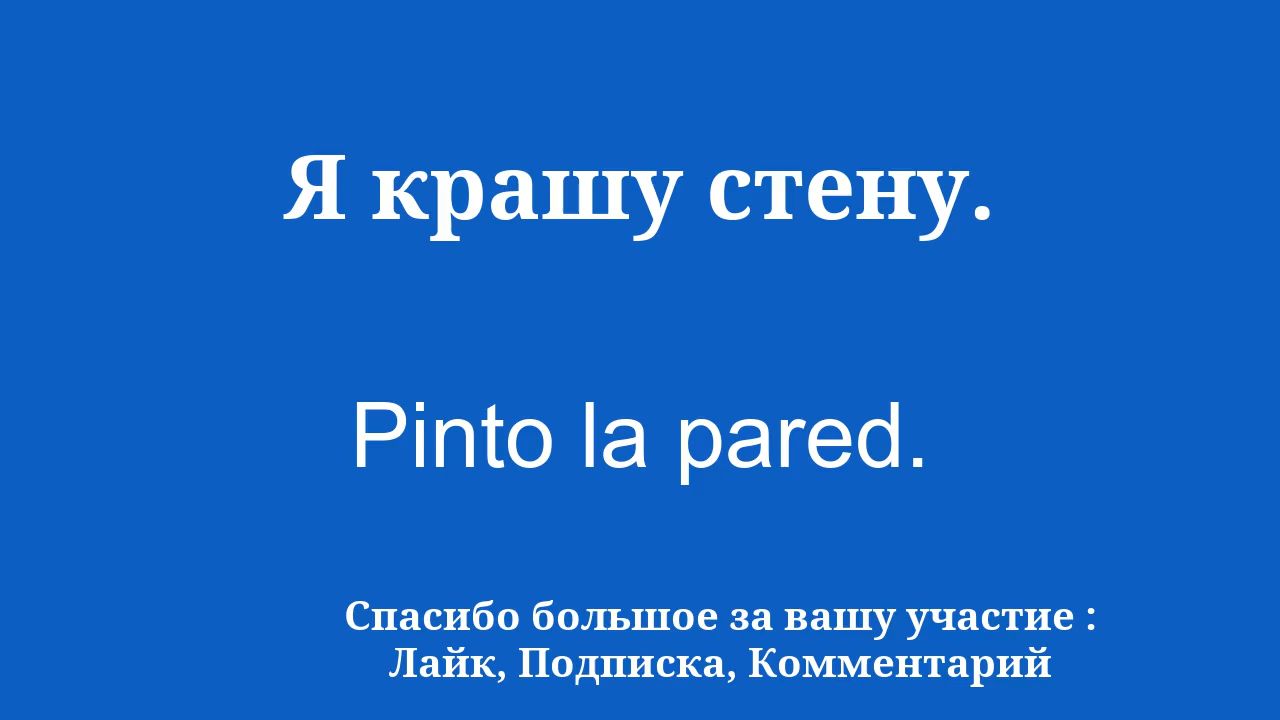 Я крашу стену.
Pinto la pared.
Спасибо большое за вашу участие :
Лайк, Подписка, Комментарий